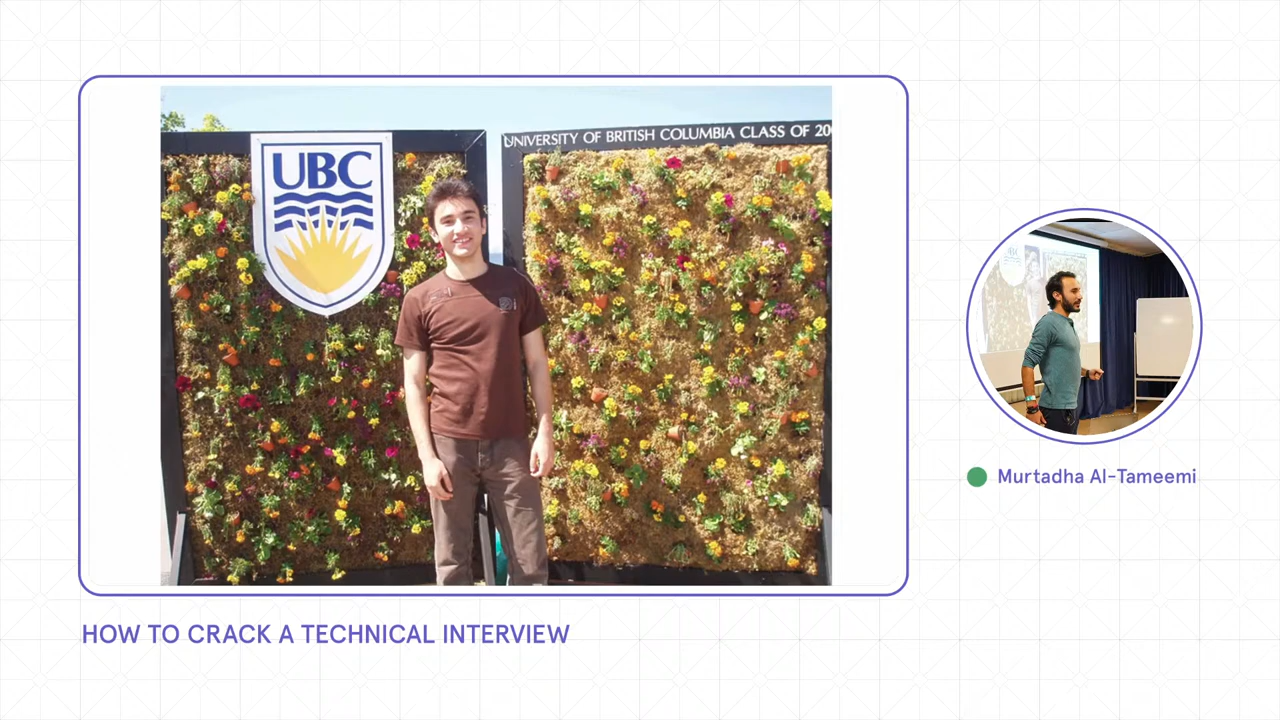 UBC
UNIVERSITY OF BRITISH COLUMBIA CLASS OF 20
Murtadha Al-Tameemi
HOW TO CRACK A TECHNICAL INTERVIEW